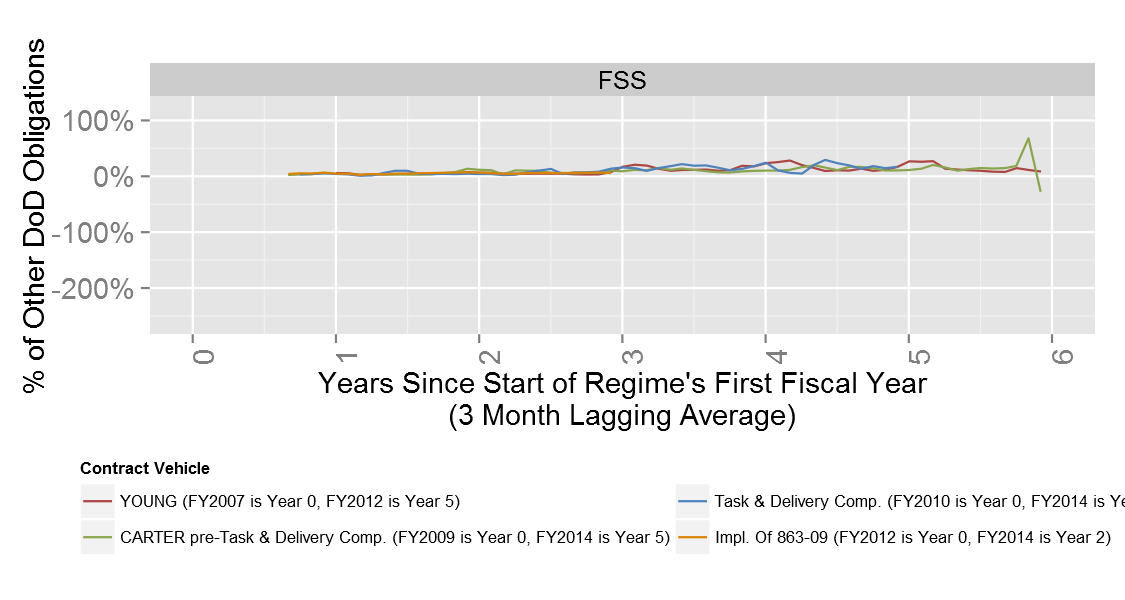 FSS
% of Other DoD Obligations
100%
0%
-100%
-200%
0
1
2
3
4
5
6
Years Since Start of Regime's First Fiscal Year
(3 Month Lagging Average)
Contract Vehicle
YOUNG (FY2007 is Year 0, FY2012 is Year 5)
Task & Delivery Comp. (FY2010 is Year 0, FY2014 is Ye
CARTER pre-Task & Delivery Comp. (FY2009 is Year 0, FY2014 is Year 5)
Impl. Of 863-09 (FY2012 is Year 0, FY2014 is Year 2)